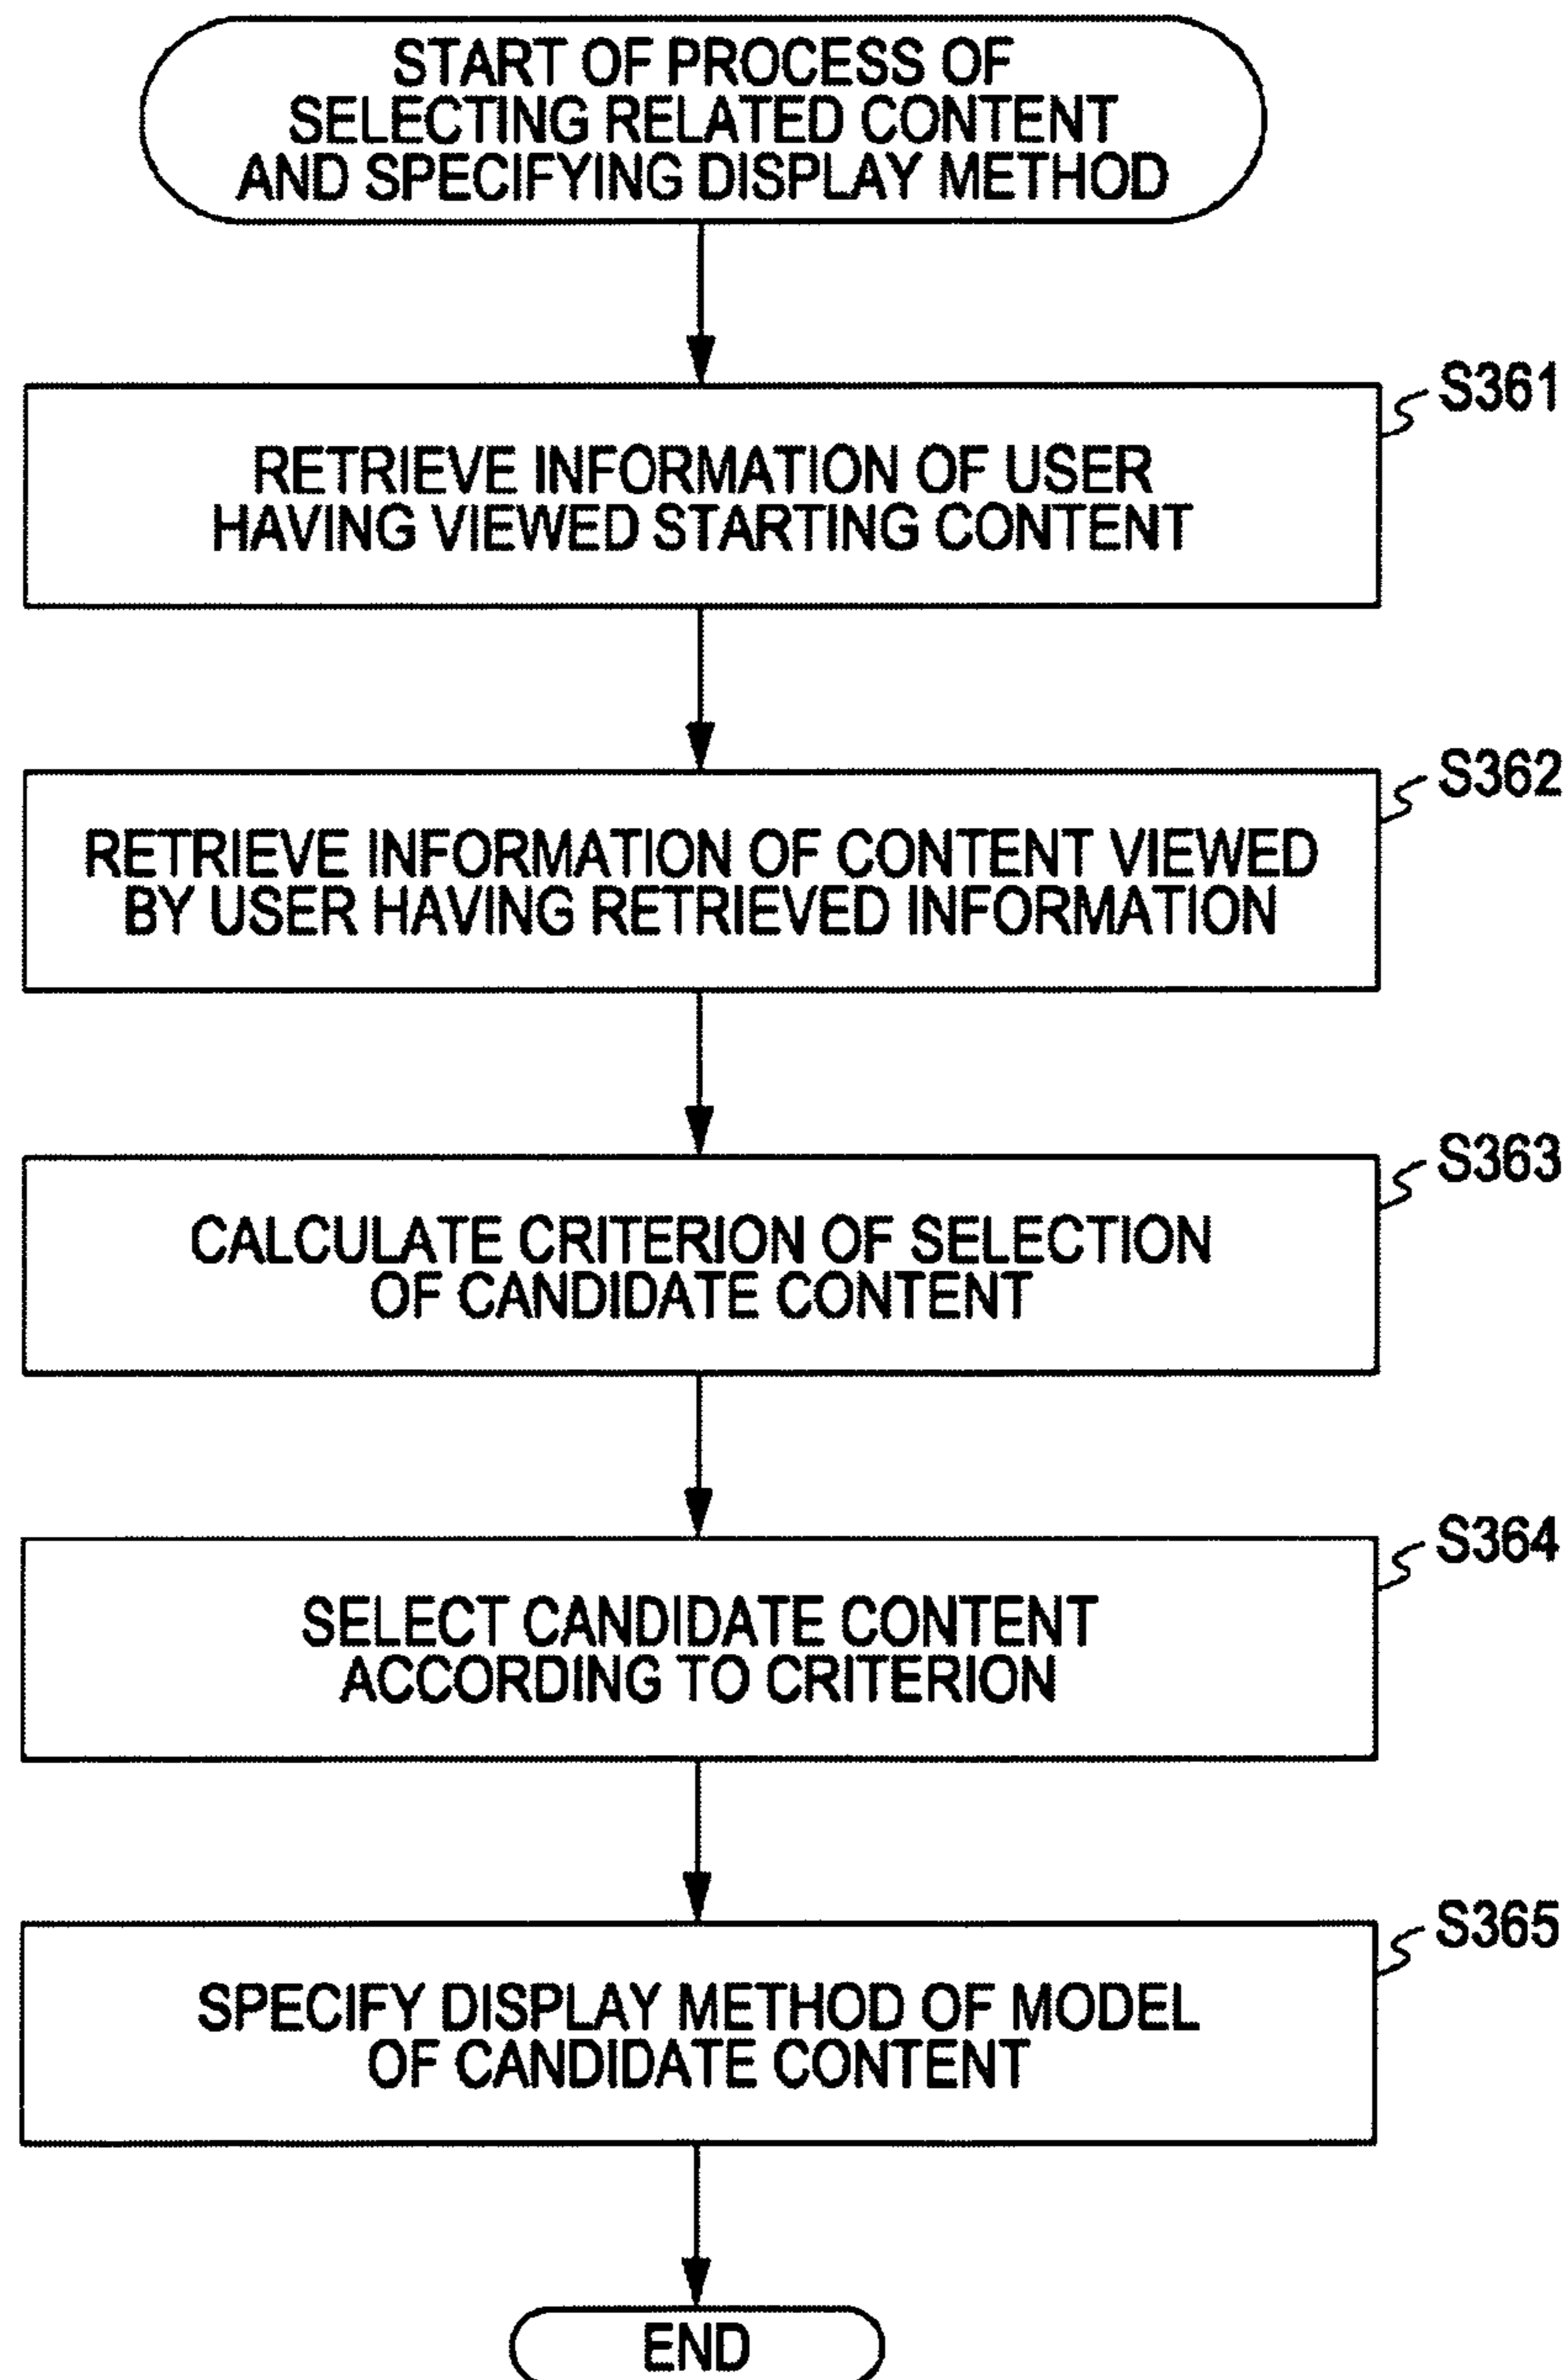 START OF PROCESS OF
SELECTING RELATED CONTENT
AND SPECIFYING DISPLAY METHOD
S361
RETRIEVE INFORMATION OF USER
HAVING VIEWED STARTING CONTENT
S362
RETRIEVE INFORMATION OF CONTENT VIEWED
BY USER HAVING RETRIEVED INFORMATION
S363
CALCULATE CRITERION OF SELECTION
OF CANDIDATE CONTENT
S364
SELECT CANDIDATE CONTENT
ACCORDING TO CRITERION
S365
SPECIFY DISPLAY METHOD OF MODEL
OF CANDIDATE CONTENT
END